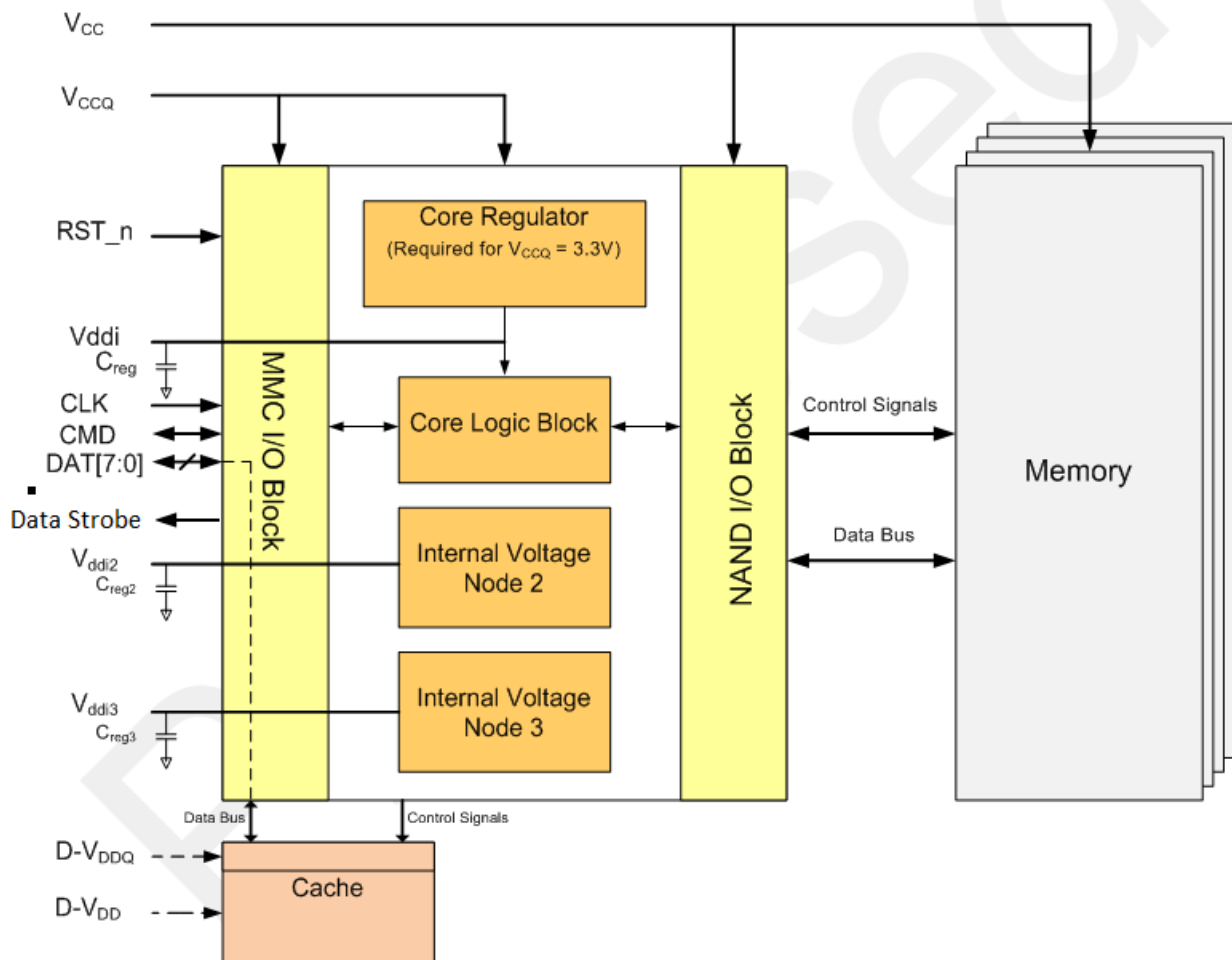 VCC
VCCQ
RST_n
Vddi
Creg
CLK
CMD
DAT[7:0]
Data Strobe
Vddi2
Creg2
Vddi3
Creg3
D-VDDQ
D-VDD
MMC I/O Block
Core Regulator
(Required for VCCQ = 3.3V)
Core Logic Block
Internal Voltage
Node 2
Internal Voltage
Node 3
NAND I/O Block
Control Signals
Data Bus
Memory
Data Bus
Control Signals
Cache